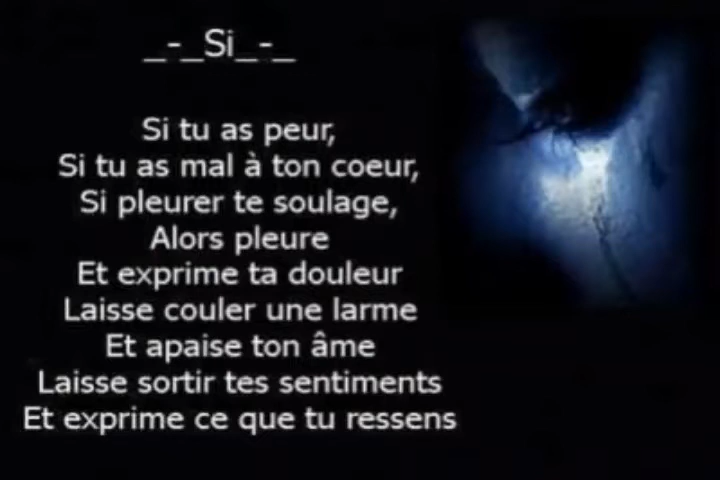 _-_Si_-_
Si tu as peur,
Si tu as mal à ton coeur,
Si pleurer te soulage,
Alors pleure
Et exprime ta douleur
Laisse couler une larme
Et apaise ton âme
Laisse sortir tes sentiments
Et exprime ce que tu ressens